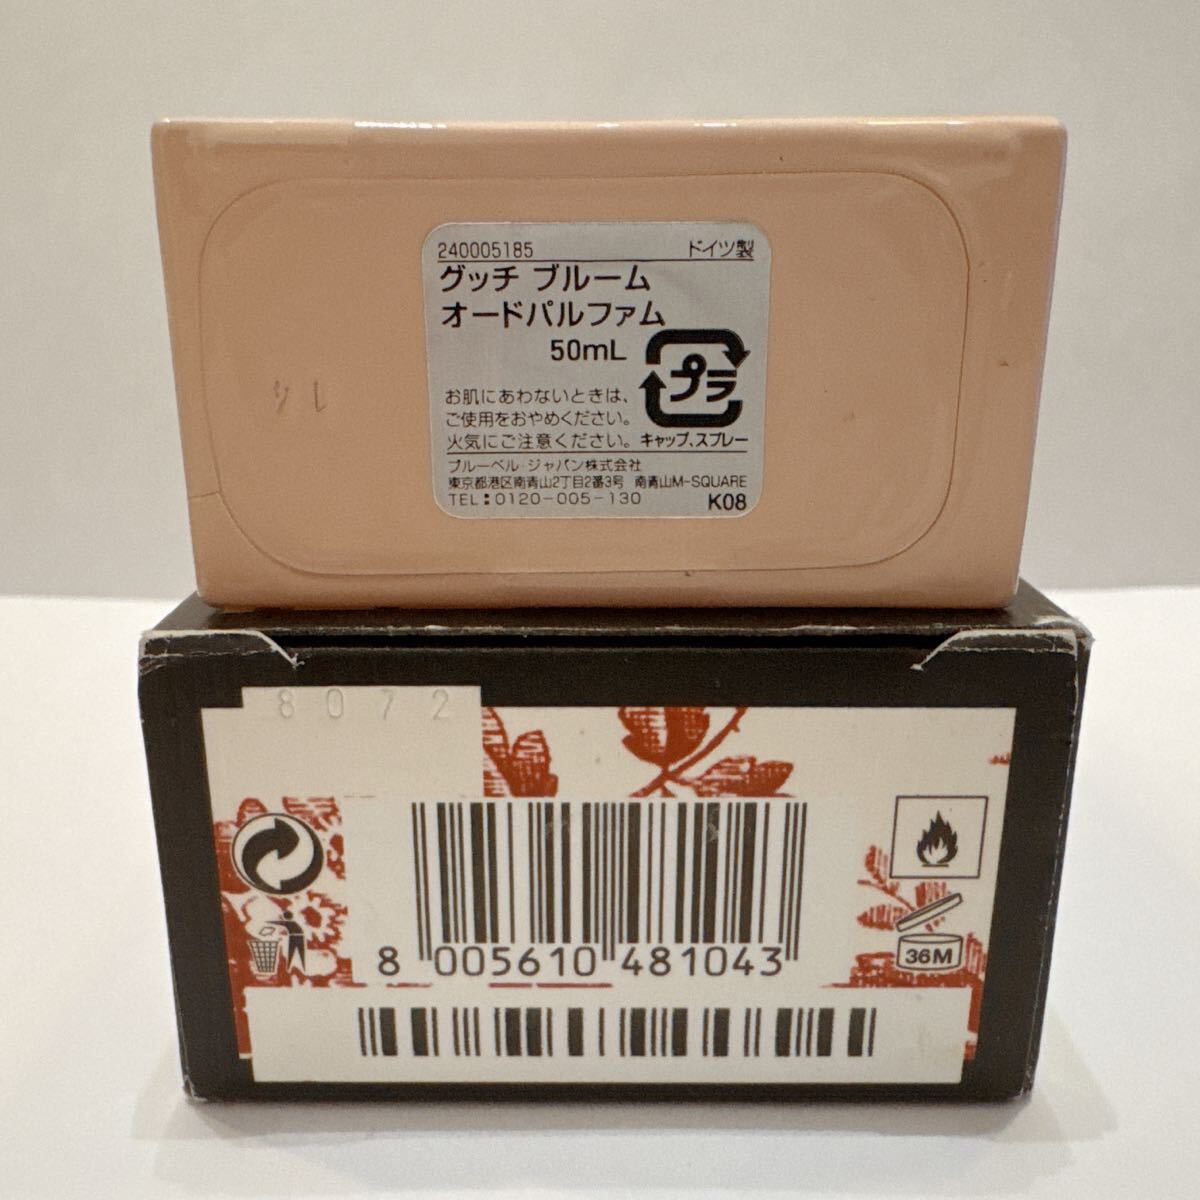 240005185 ドイツ製
グッチ ブルーム
オードパルファム
50mL
プラ
お肌にあわないときは、
ご使用をおやめください。
火気にご注意ください。 キャップ、スプレー
ブルーベル・ジャパン株式会社
東京都港区南青山2丁目2番3号 南青山M-SQUARE
TEL:0120-005-130 K08
8072
8 005610 481043
36M